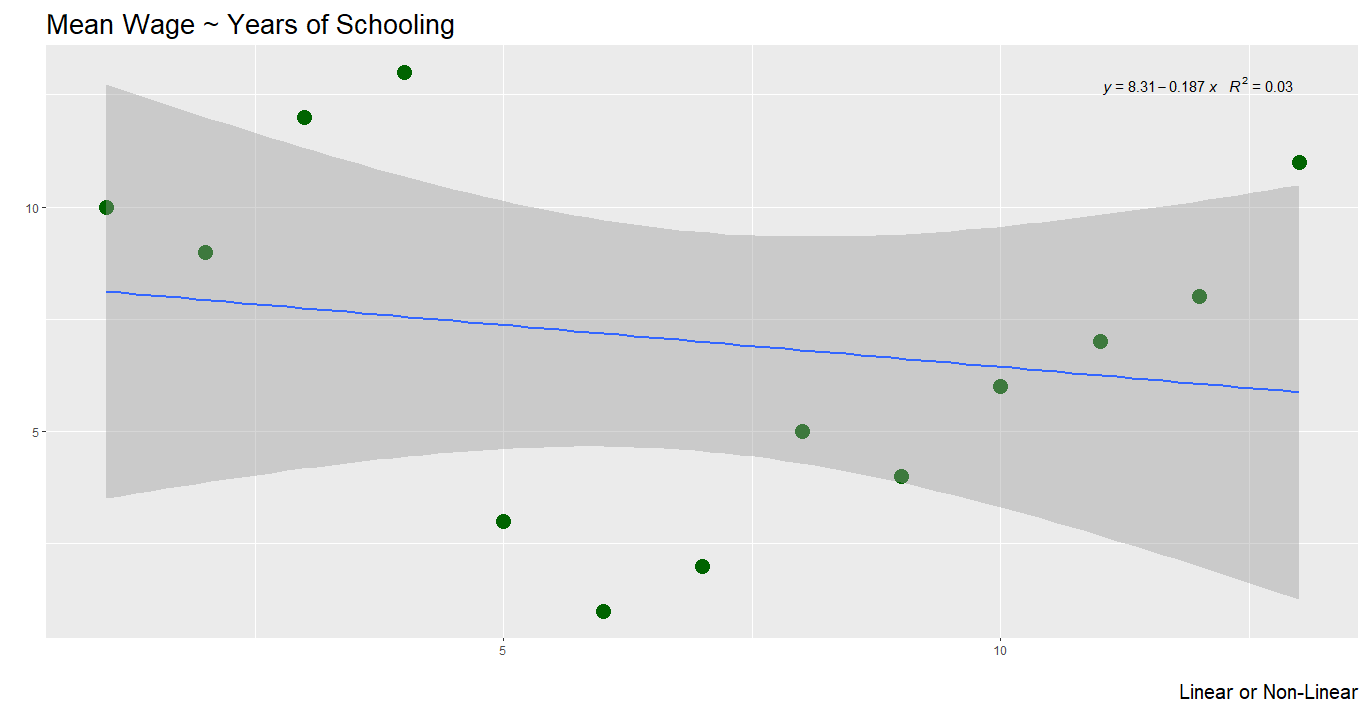 Mean Wage ~ Years of Schooling
y = 8.31 − 0.187 x R² = 0.03
10
5
5 10
Linear or Non-Linear